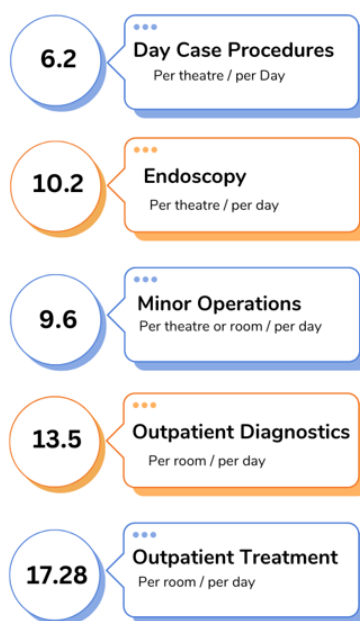 6.2
Day Case Procedures
Per theatre / per Day
10.2
Endoscopy
Per theatre / per day
9.6
Minor Operations
Per theatre or room / per day
13.5
Outpatient Diagnostics
Per room / per day
17.28
Outpatient Treatment
Per room / per day